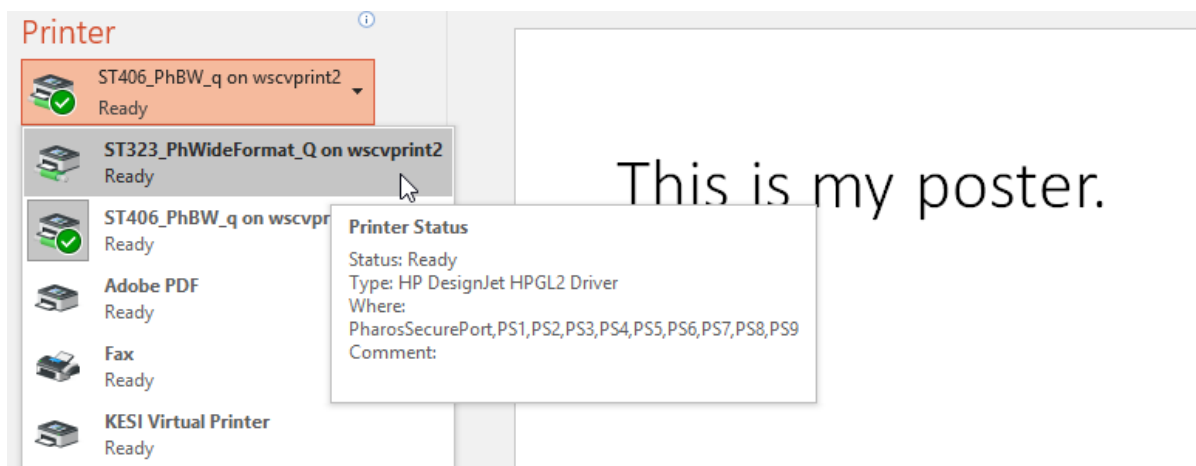 Printer
ST406_PhBW_q on wscvprint2
Ready
ST323_PhWideFormat_Q on wscvprint2
Ready
ST406_PhBW_q on wscvpr
Ready
Adobe PDF
Ready
Fax
Ready
KESI Virtual Printer
Ready
Printer Status
Status: Ready
Type: HP DesignJet HPGL2 Driver
Where:
PharosSecurePort,PS1,PS2,PS3,PS4,PS5,PS6,PS7,PS8,PS9
Comment:
This is my poster.